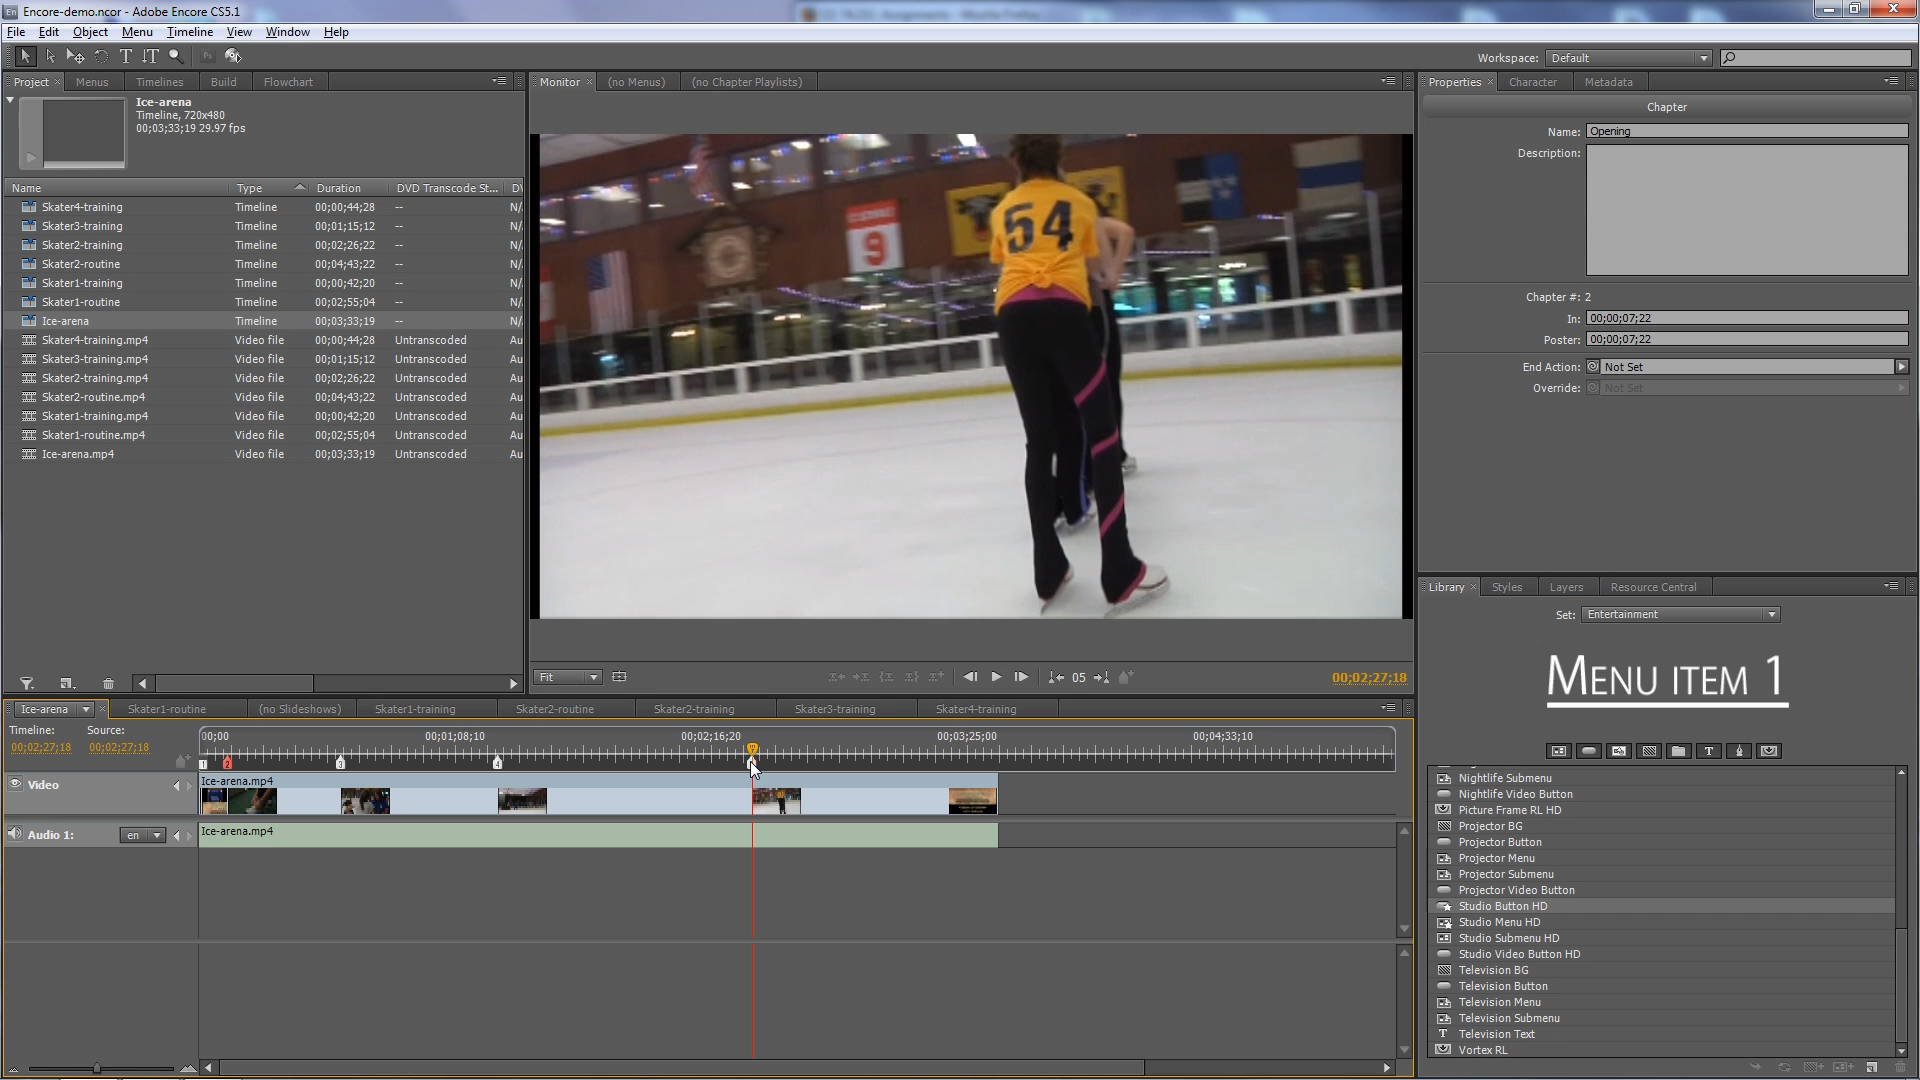 Encore-demo.ncor - Adobe Encore CS5.1
File Edit Object Menu Timeline View Window Help
Workspace: Default
Project Menus Timelines Build Flowchart
Ice-arena
Timeline, 720x480
00;03;33;19 29.97 fps
Name Type Duration DVD Transcode St... DV
Skater4-training Timeline 00;00;44;28 -- N/
Skater3-training Timeline 00;01;15;12 -- N/
Skater2-training Timeline 00;02;26;22 -- N/
Skater2-routine Timeline 00;04;43;22 -- N/
Skater1-training Timeline 00;00;42;20 -- N/
Skater1-routine Timeline 00;02;55;04 -- N/
Ice-arena Timeline 00;03;33;19 -- N/
Skater4-training.mp4 Video file 00;00;44;28 Untranscoded Au
Skater3-training.mp4 Video file 00;01;15;12 Untranscoded Au
Skater2-training.mp4 Video file 00;02;26;22 Untranscoded Au
Skater2-routine.mp4 Video file 00;04;43;22 Untranscoded Au
Skater1-training.mp4 Video file 00;00;42;20 Untranscoded Au
Skater1-routine.mp4 Video file 00;02;55;04 Untranscoded Au
Ice-arena.mp4 Video file 00;03;33;19 Untranscoded Au
Monitor (no Menus) (no Chapter Playlists)
54
9
Fit 05 00;02;27;18
Properties Character Metadata
Chapter
Name: Opening
Description:
Chapter #: 2
In: 00;00;07;22
Poster: 00;00;07;22
End Action: Not Set
Override: Not Set
Library Styles Layers Resource Central
Set: Entertainment
MENU ITEM 1
T
Nightlife Submenu
Nightlife Video Button
Picture Frame RL HD
Projector BG
Projector Button
Projector Menu
Projector Submenu
Projector Video Button
Studio Button HD
Studio Menu HD
Studio Submenu HD
Studio Video Button HD
Television BG
Television Button
Television Menu
Television Submenu
Television Text
Vortex RL
Ice-arena Skater1-routine (no Slideshows) Skater1-training Skater2-routine Skater2-training Skater3-training Skater4-training
Timeline: Source:
00;02;27;18 00;02;27;18
00;00 00;01;08;10 00;02;16;20 00;03;25;00 00;04;33;10
1 2 3 4
Video Ice-arena.mp4
Audio 1: en Ice-arena.mp4